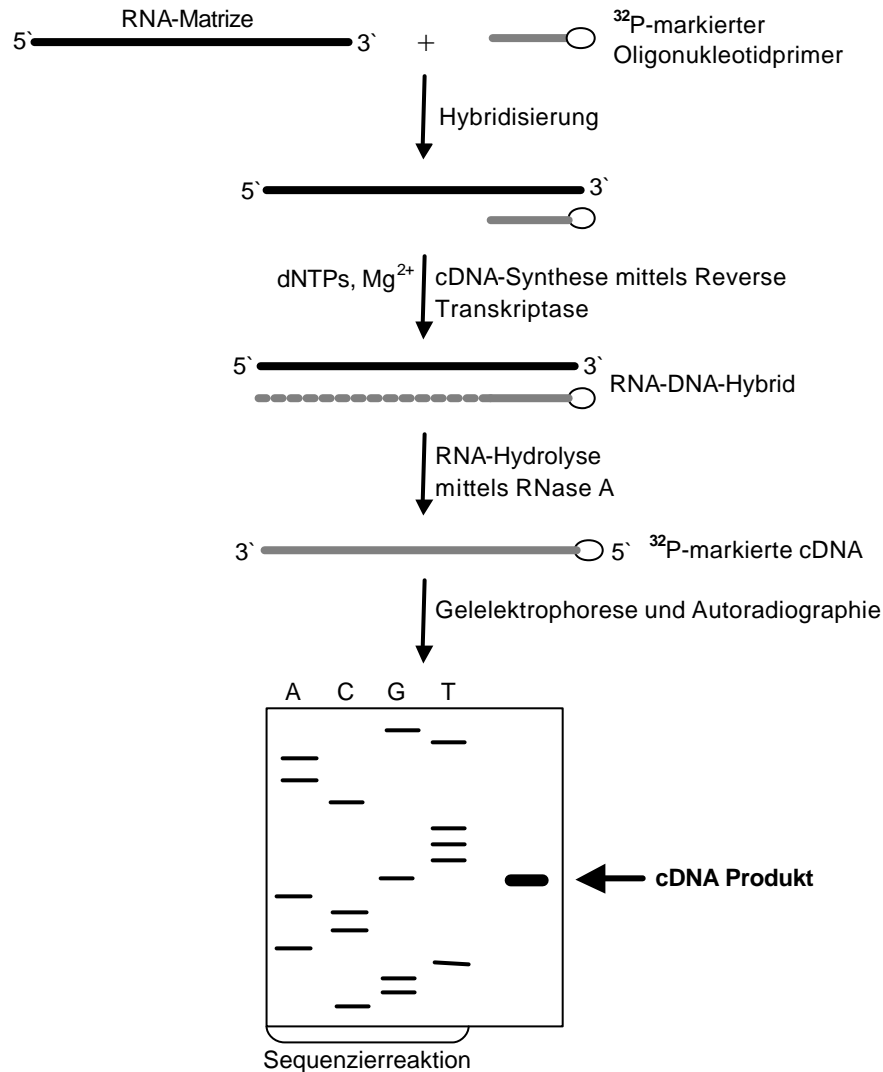 RNA-Matrize
5` 3` + ³²P-markierter
Oligonukleotidprimer
Hybridisierung
5` 3`
dNTPs, Mg²⁺ cDNA-Synthese mittels Reverse
Transkriptase
5` 3`
RNA-DNA-Hybrid
RNA-Hydrolyse
mittels RNase A
3` 5` ³²P-markierte cDNA
Gelelektrophorese und Autoradiographie
A C G T
cDNA Produkt
Sequenzierreaktion